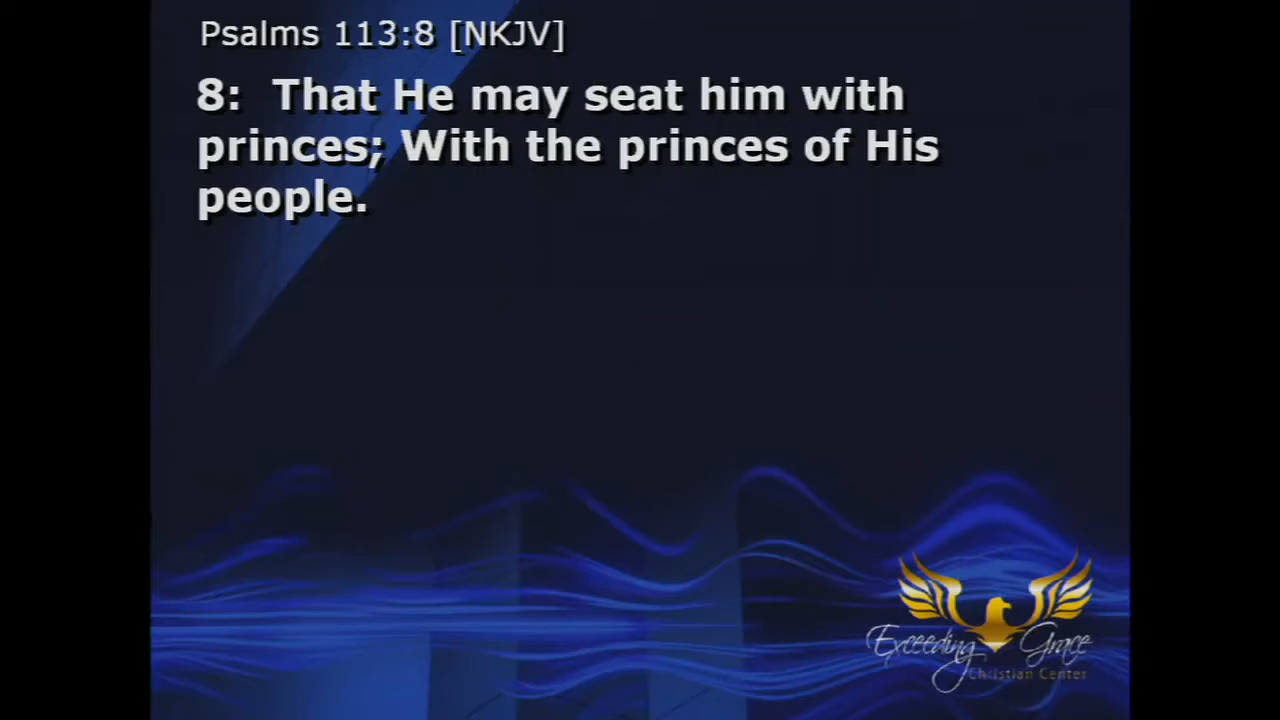 Psalms 113:8 [NKJV]
8: That He may seat him with
princes; With the princes of His
people.
Exceeding Grace
Christian Center